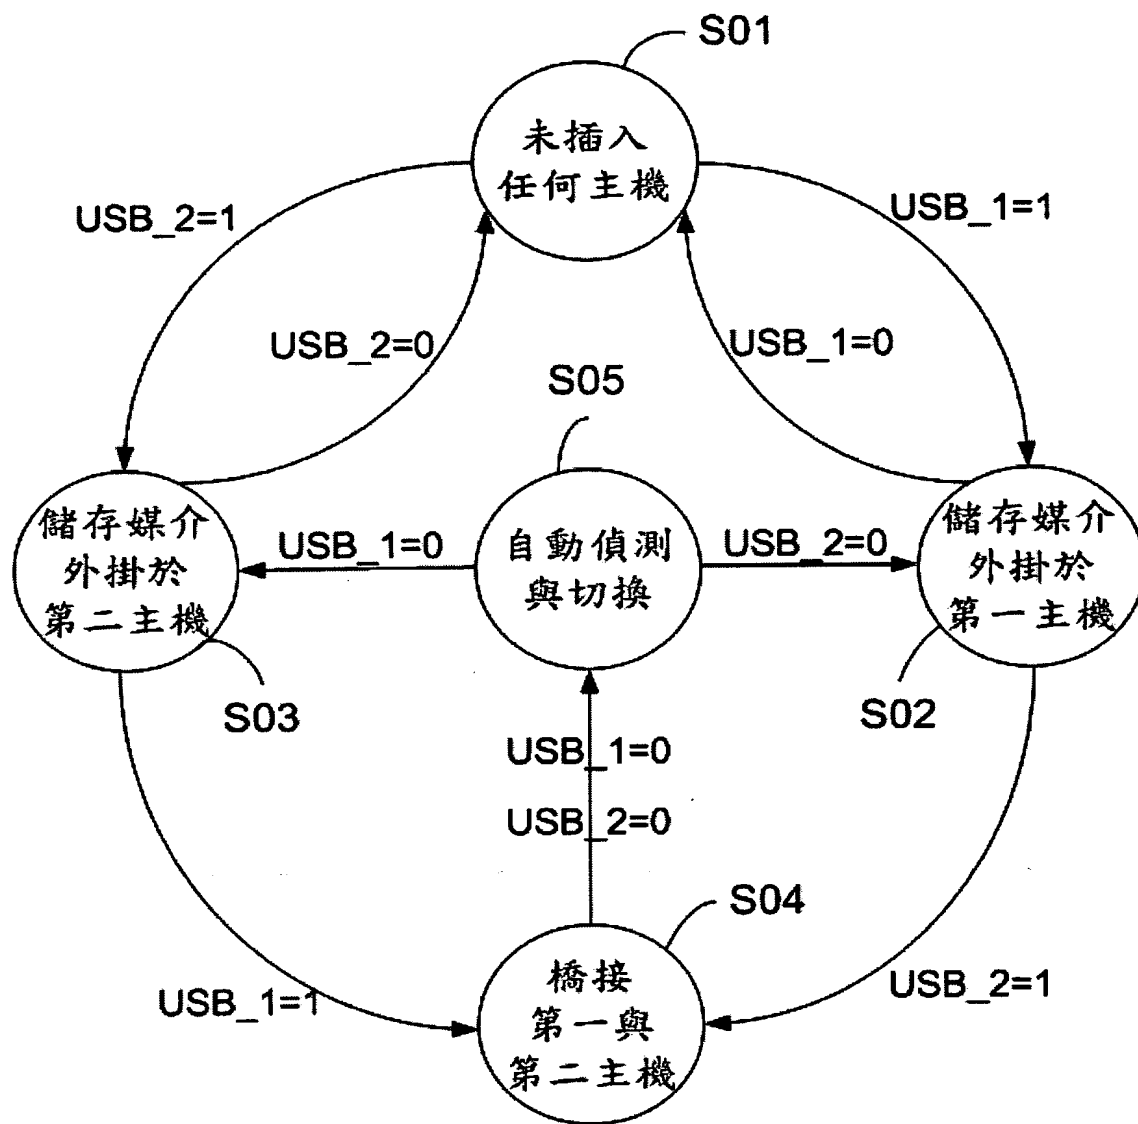 S01
未插入
任何主機
USB_2=1
USB_1=1
USB_2=0
USB_1=0
S05
儲存媒介
外掛於
第二主機
USB_1=0
自動偵測
與切換
USB_2=0
儲存媒介
外掛於
第一主機
S03
S02
USB_1=0
USB_2=0
S04
橋接
第一與
第二主機
USB_1=1
USB_2=1